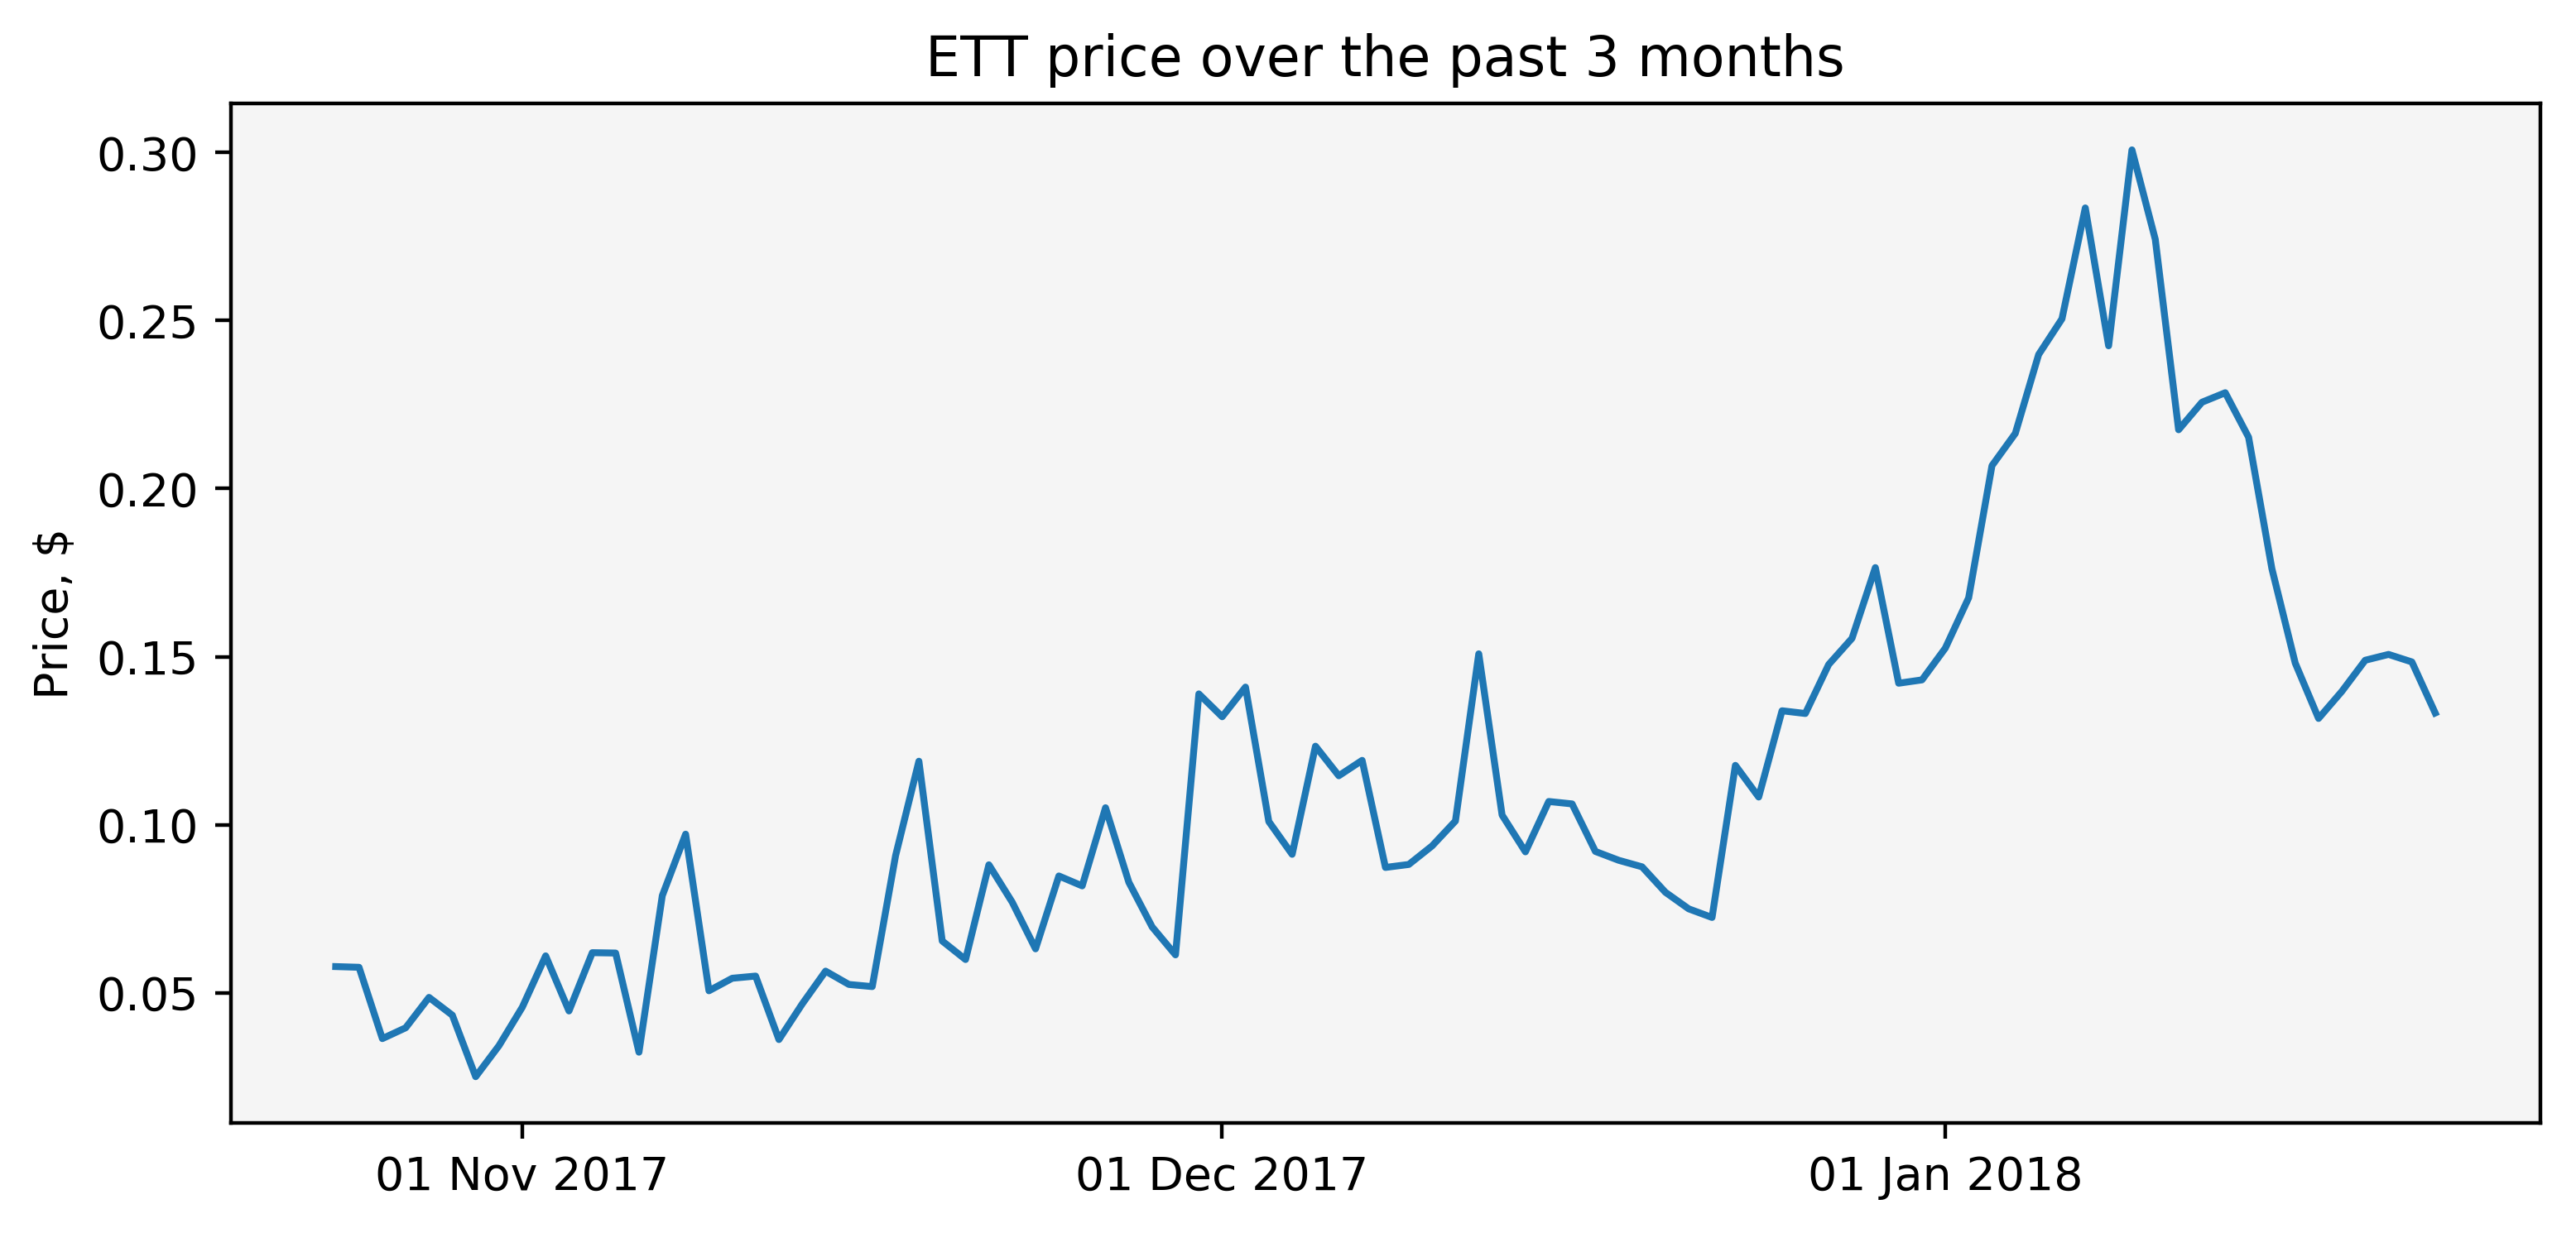 ETT price over the past 3 months
Price, $
0.30
0.25
0.20
0.15
0.10
0.05
01 Nov 2017
01 Dec 2017
01 Jan 2018